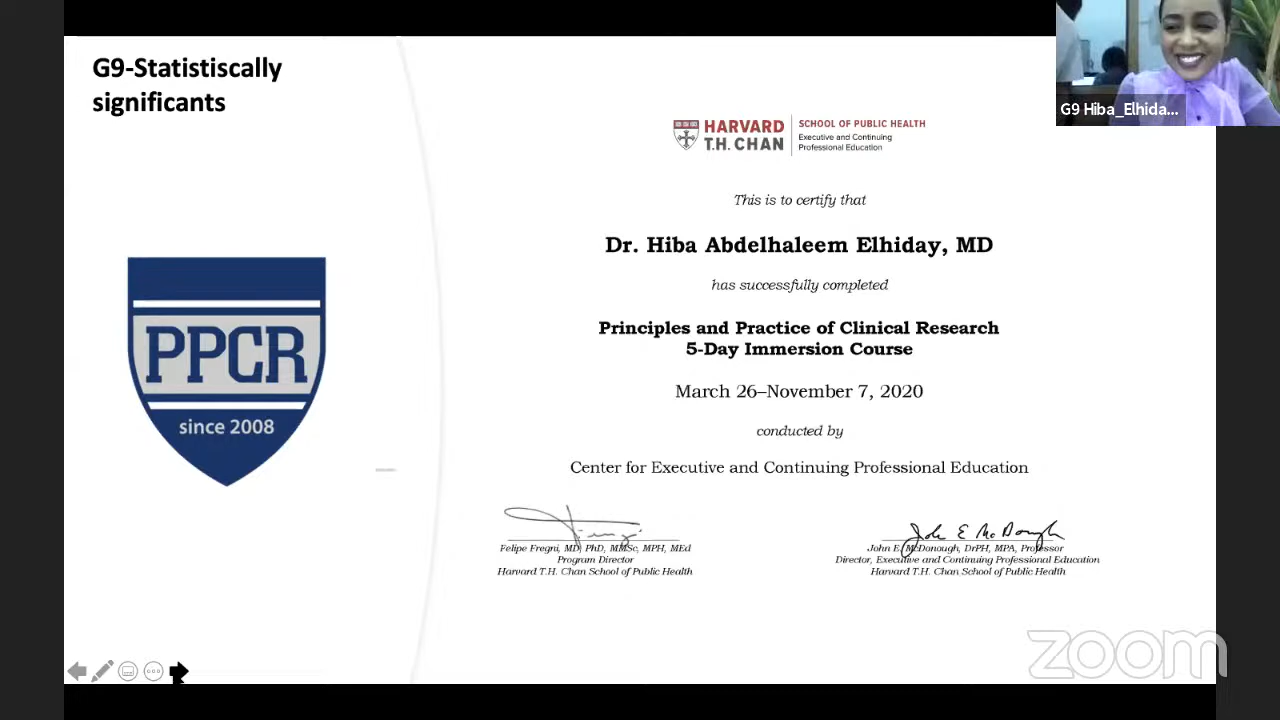 G9-Statistiscally
significants
G9 Hiba_Elhida...
HARVARD
T.H. CHAN
SCHOOL OF PUBLIC HEALTH
Executive and Continuing
Professional Education
This is to certify that
Dr. Hiba Abdelhaleem Elhiday, MD
has successfully completed
Principles and Practice of Clinical Research
5-Day Immersion Course
March 26–November 7, 2020
conducted by
Center for Executive and Continuing Professional Education
PPCR
since 2008
John E McDonough
Felipe Fregni, MD, PhD, MMSc, MPH, MEd
Program Director
Harvard T.H. Chan School of Public Health
John E. McDonough, DrPH, MPA, Professor
Director, Executive and Continuing Professional Education
Harvard T.H. Chan School of Public Health
zoom